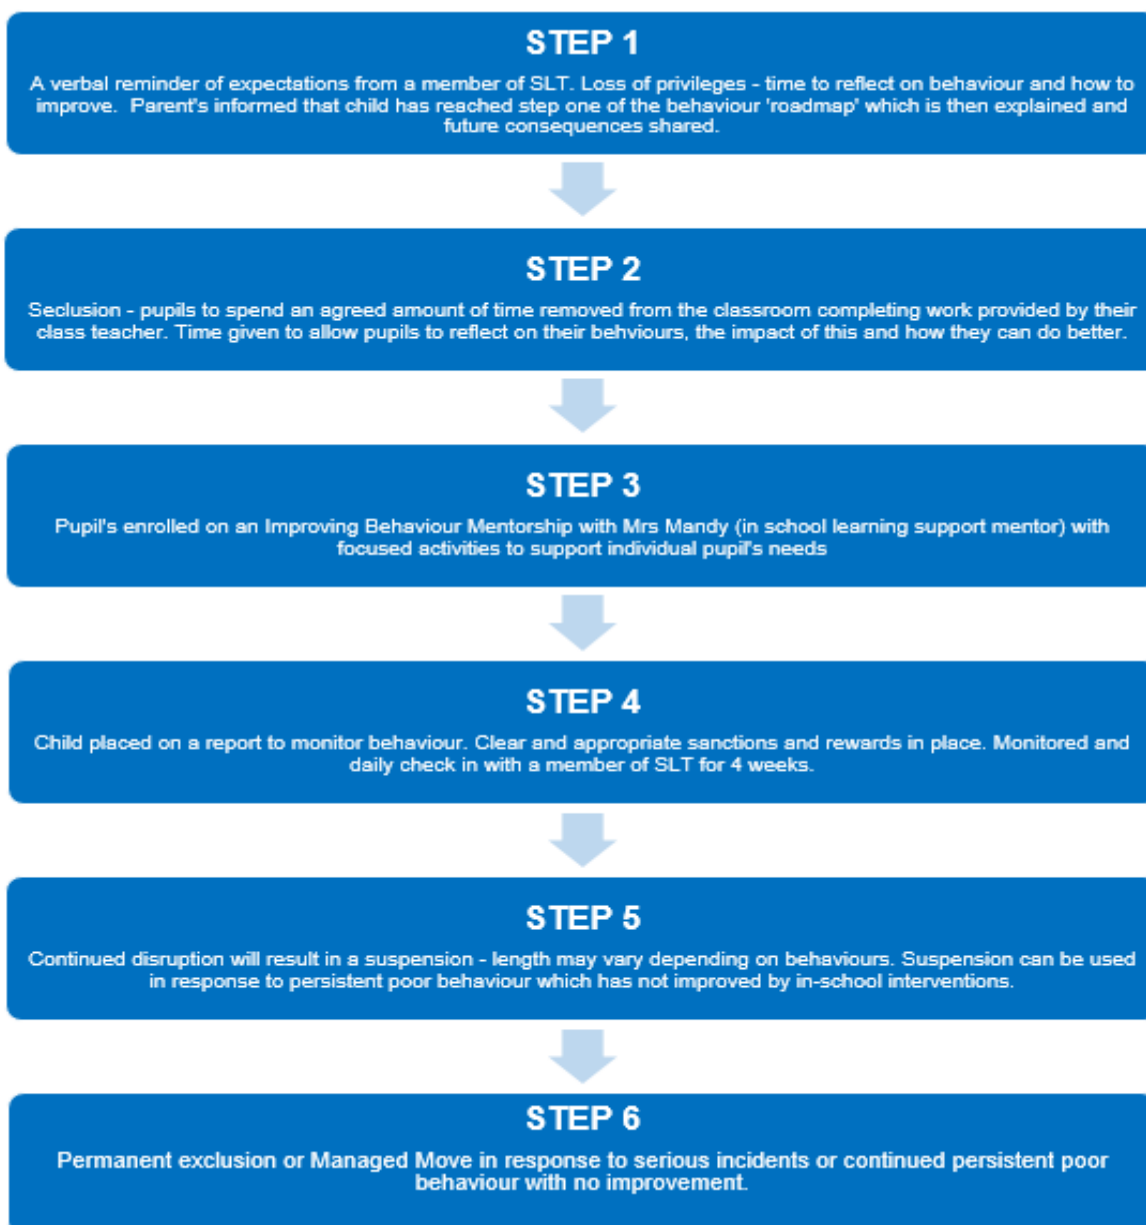 STEP 1
A verbal reminder of expectations from a member of SLT. Loss of privileges - time to reflect on behaviour and how to
improve.  Parent's informed that child has reached step one of the behaviour 'roadmap' which is then explained and
future consequences shared.
STEP 2
Seclusion - pupils to spend an agreed amount of time removed from the classroom completing work provided by their
class teacher. Time given to allow pupils to reflect on their behviours, the impact of this and how they can do better.
STEP 3
Pupil's enrolled on an Improving Behaviour Mentorship with Mrs Mandy (in school learning support mentor) with
focused activities to support individual pupil's needs
STEP 4
Child placed on a report to monitor behaviour. Clear and appropriate sanctions and rewards in place. Monitored and
daily check in with a member of SLT for 4 weeks.
STEP 5
Continued disruption will result in a suspension - length may vary depending on behaviours. Suspension can be used
in response to persistent poor behaviour which has not improved by in-school interventions.
STEP 6
Permanent exclusion or Managed Move in response to serious incidents or continued persistent poor
behaviour with no improvement.